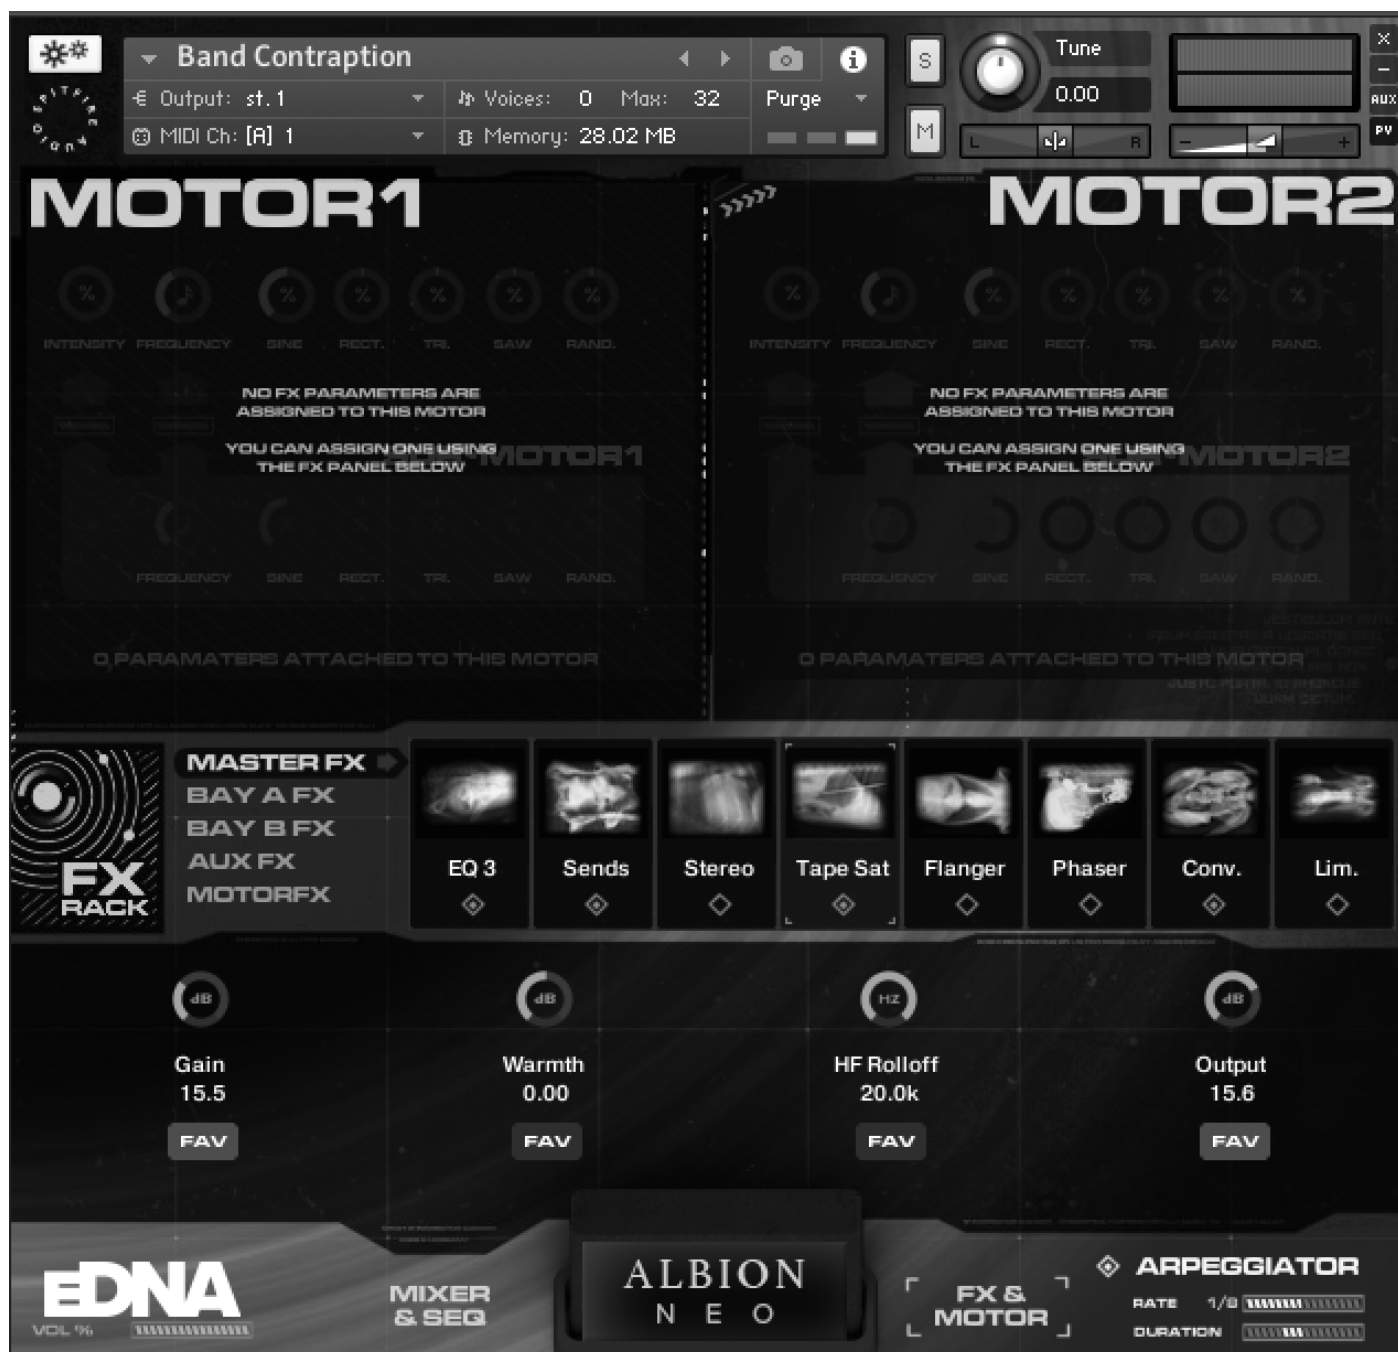 Band Contraption
S
Tune
SPITFIRE AUDIO
Output: st.1
Voices: 0 Max: 32
Purge
0.00
AUX
MIDI Ch: [A] 1
Memory: 28.02 MB
M
L
R
PV
MOTOR1
MOTOR2
INTENSITY FREQUENCY SINE RECT. TRI. SAW RAND.
INTENSITY FREQUENCY SINE RECT. TRI. SAW RAND.
NO FX PARAMETERS ARE
ASSIGNED TO THIS MOTOR
YOU CAN ASSIGN ONE USING
THE FX PANEL BELOW
MOTOR1
NO FX PARAMETERS ARE
ASSIGNED TO THIS MOTOR
YOU CAN ASSIGN ONE USING
THE FX PANEL BELOW
MOTOR2
FREQUENCY SINE RECT. TRI. SAW RAND.
FREQUENCY SINE RECT. TRI. SAW RAND.
0 PARAMATERS ATTACHED TO THIS MOTOR
0 PARAMATERS ATTACHED TO THIS MOTOR
FX
RACK
MASTER FX
BAY A FX
BAY B FX
AUX FX
MOTORFX
EQ 3
Sends
Stereo
Tape Sat
Flanger
Phaser
Conv.
Lim.
dB
dB
HZ
dB
Gain
15.5
FAV
Warmth
0.00
FAV
HF Rolloff
20.0k
FAV
Output
15.6
FAV
EDNA
VOL %
MIXER
& SEQ
ALBION
NEO
FX &
MOTOR
ARPEGGIATOR
RATE 1/8
DURATION